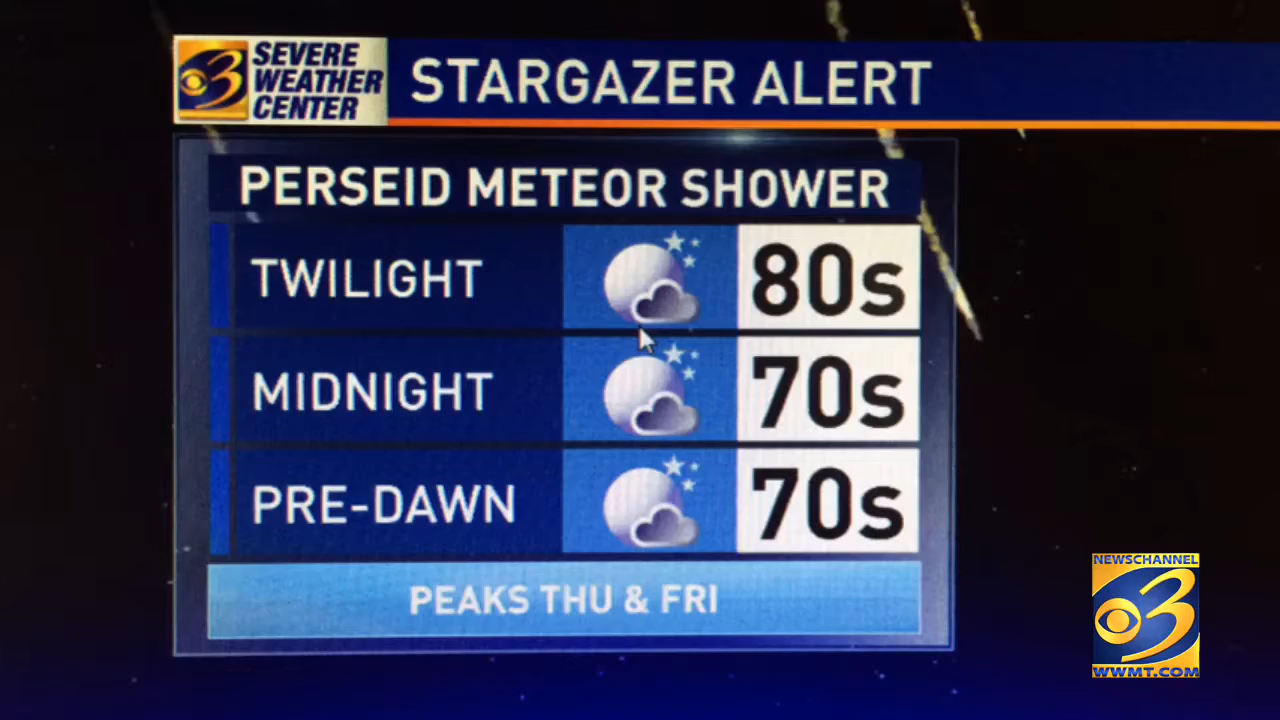 3
SEVERE
WEATHER
CENTER
STARGAZER ALERT
PERSEID METEOR SHOWER
TWILIGHT
80s
MIDNIGHT
70s
PRE-DAWN
70s
PEAKS THU & FRI
NEWSCHANNEL
3
WWMT.COM